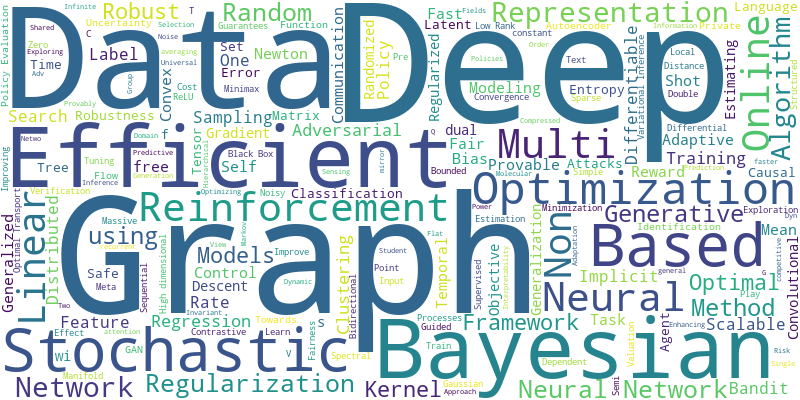 Data
Deep
Efficient
Graph
Bayesian
Stochastic
Optimization
Reinforcement
Based
Neural
Multi
Non
Linear
Online
Algorithm
Representation
Random
Robust
Policy
Communication
Differentiable
Regularized
Generative
Optimal
Method
Framework
Network
Regularization
Kernel
Neural Network
Bandit
Scalable
Convolutional
Models
using
Control
Descent
Rate
Regression
Feature
Clustering
Temporal
Implicit
Objective
Generalization
Adversarial
Sampling
Gradient
Tensor
Matrix
Self
free
Tree
Search
Robustness
Label
Time
Convex
Set
One
Error
Newton
Randomized
Latent
Fast
Modeling
Entropy
Shot
Estimating
Adaptive
Training
Causal
Reward
Attacks
Provable
Fair
Bias
dual
Bounded
Classification
Black Box
Noisy
Distributed
Generalized
Optimal Transport
Safe
Meta
Sequential
High dimensional
Massive
Verification
Inference
Flow
Tuning
Domain
Predictive
Generation
Hierarchical
Optimizing
Sensing
mirror
Policy Evaluation
Uncertainty
Infinite
Shared
Zero
Exploring
Adv
Selection
Noise
averaging
Universal
Cost
ReLU
Group
Provably
Guarantees
Function
Minimax
Pre
Low Rank
Autoencoder
constant
Order
Convergence
Text
Sparse
Variational Inference
Local
Distance
Double
Private
Information
Language
Structured
Policies
Fields
Differential
Compressed
faster
Prediction
Simple
Molecular
Power
Estimation
Minimization
Exploration
Identification
Mean
Dyn
Adaptation
Interpretability
Supervised
general
competitive
Play
Agent
Task
Enhancing
Risk
Single
Valuation
Dependent
Semi
Gaussian
Approach
Train
Guided
Processes
Input
Flat
Student
Point
Improve
View
Markov
Dynamic
Invariant
Bidirectional
Spectral
Towards
Learn
Contrastive
Fairness
GAN
Manifold
Effect
attention
Two
recurrent
Wi
Improving
Netwo